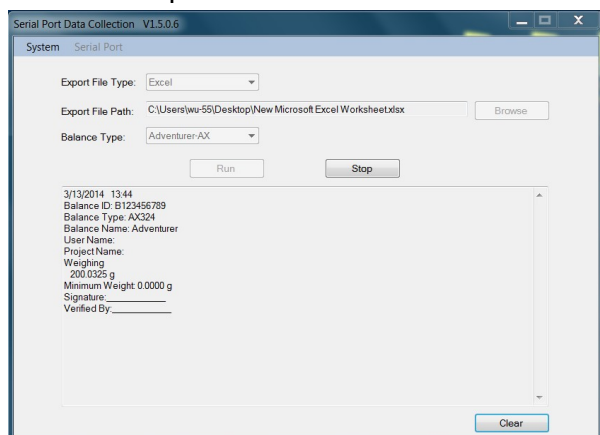 Serial Port Data Collection V1.5.0.6
System Serial Port
Export File Type: Excel
Export File Path: C:\Users\wu-55\Desktop\New Microsoft Excel Worksheet.xlsx Browse
Balance Type: Adventurer-AX
Run Stop
3/13/2014 13:44
Balance ID: B123456789
Balance Type: AX324
Balance Name: Adventurer
User Name:
Project Name:
Weighing
200.0325 g
Minimum Weight: 0.0000 g
Signature:____________
Verified By:____________
Clear